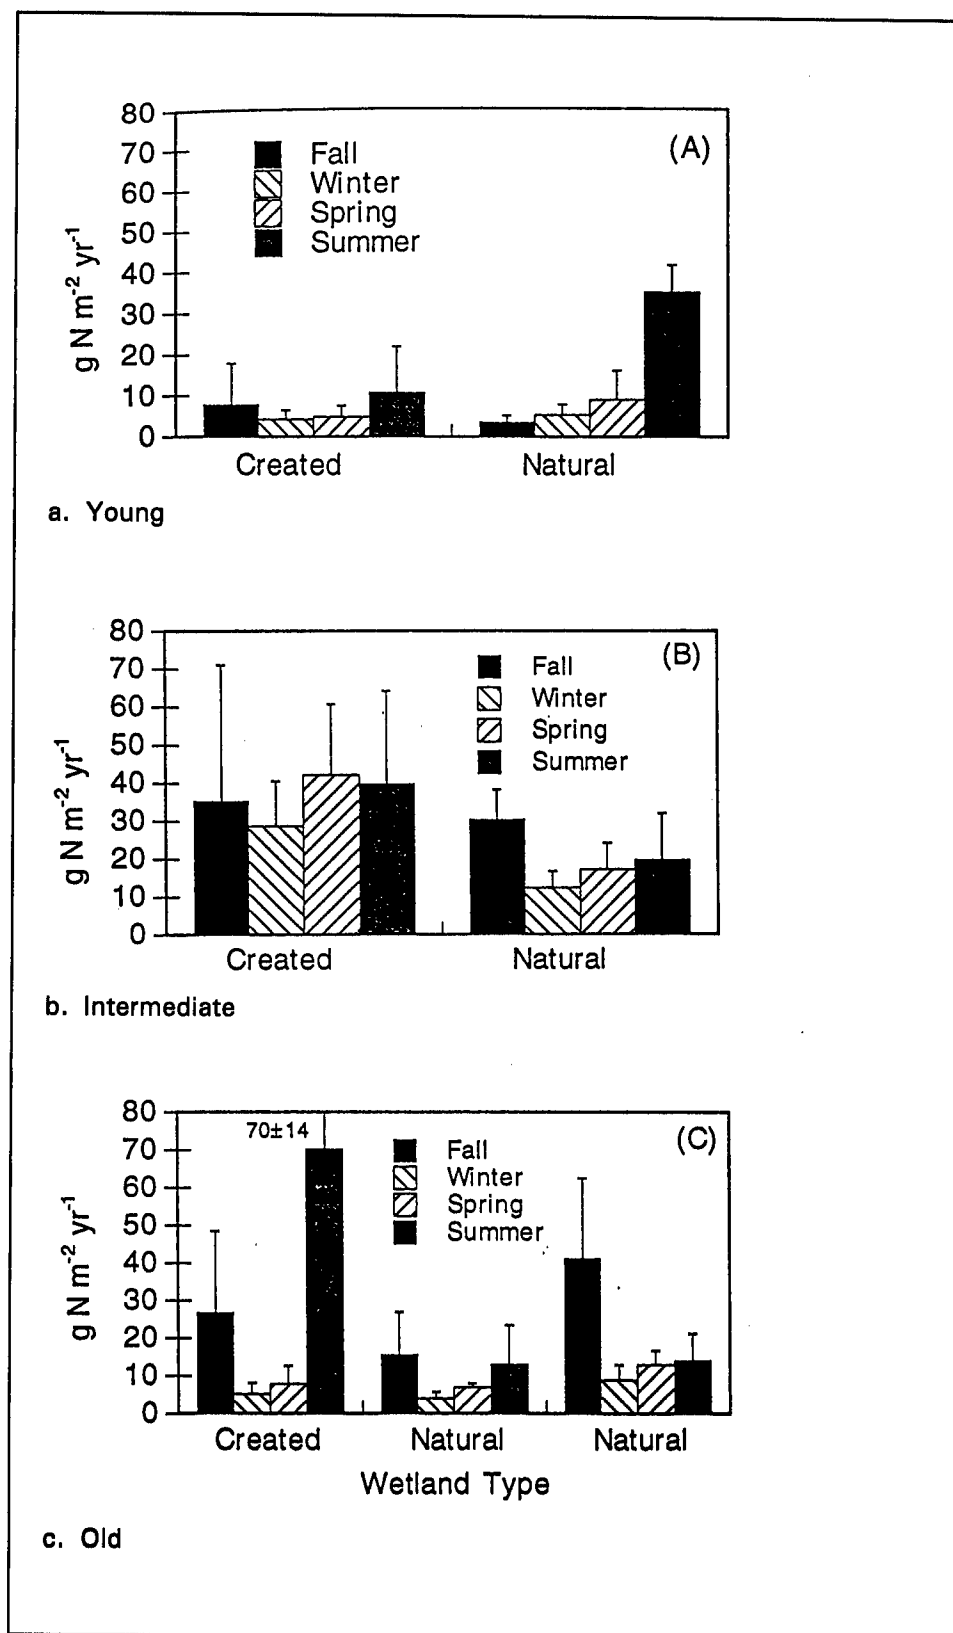 80
70
60
50
40
30
20
10
0
g N m-2 yr-1
(A)
Fall
Winter
Spring
Summer
Created Natural
a. Young
80
70
60
50
40
30
20
10
0
g N m-2 yr-1
(B)
Fall
Winter
Spring
Summer
Created Natural
b. Intermediate
80
70
60
50
40
30
20
10
0
g N m-2 yr-1
70±14
(C)
Fall
Winter
Spring
Summer
Created Natural Natural
Wetland Type
c. Old